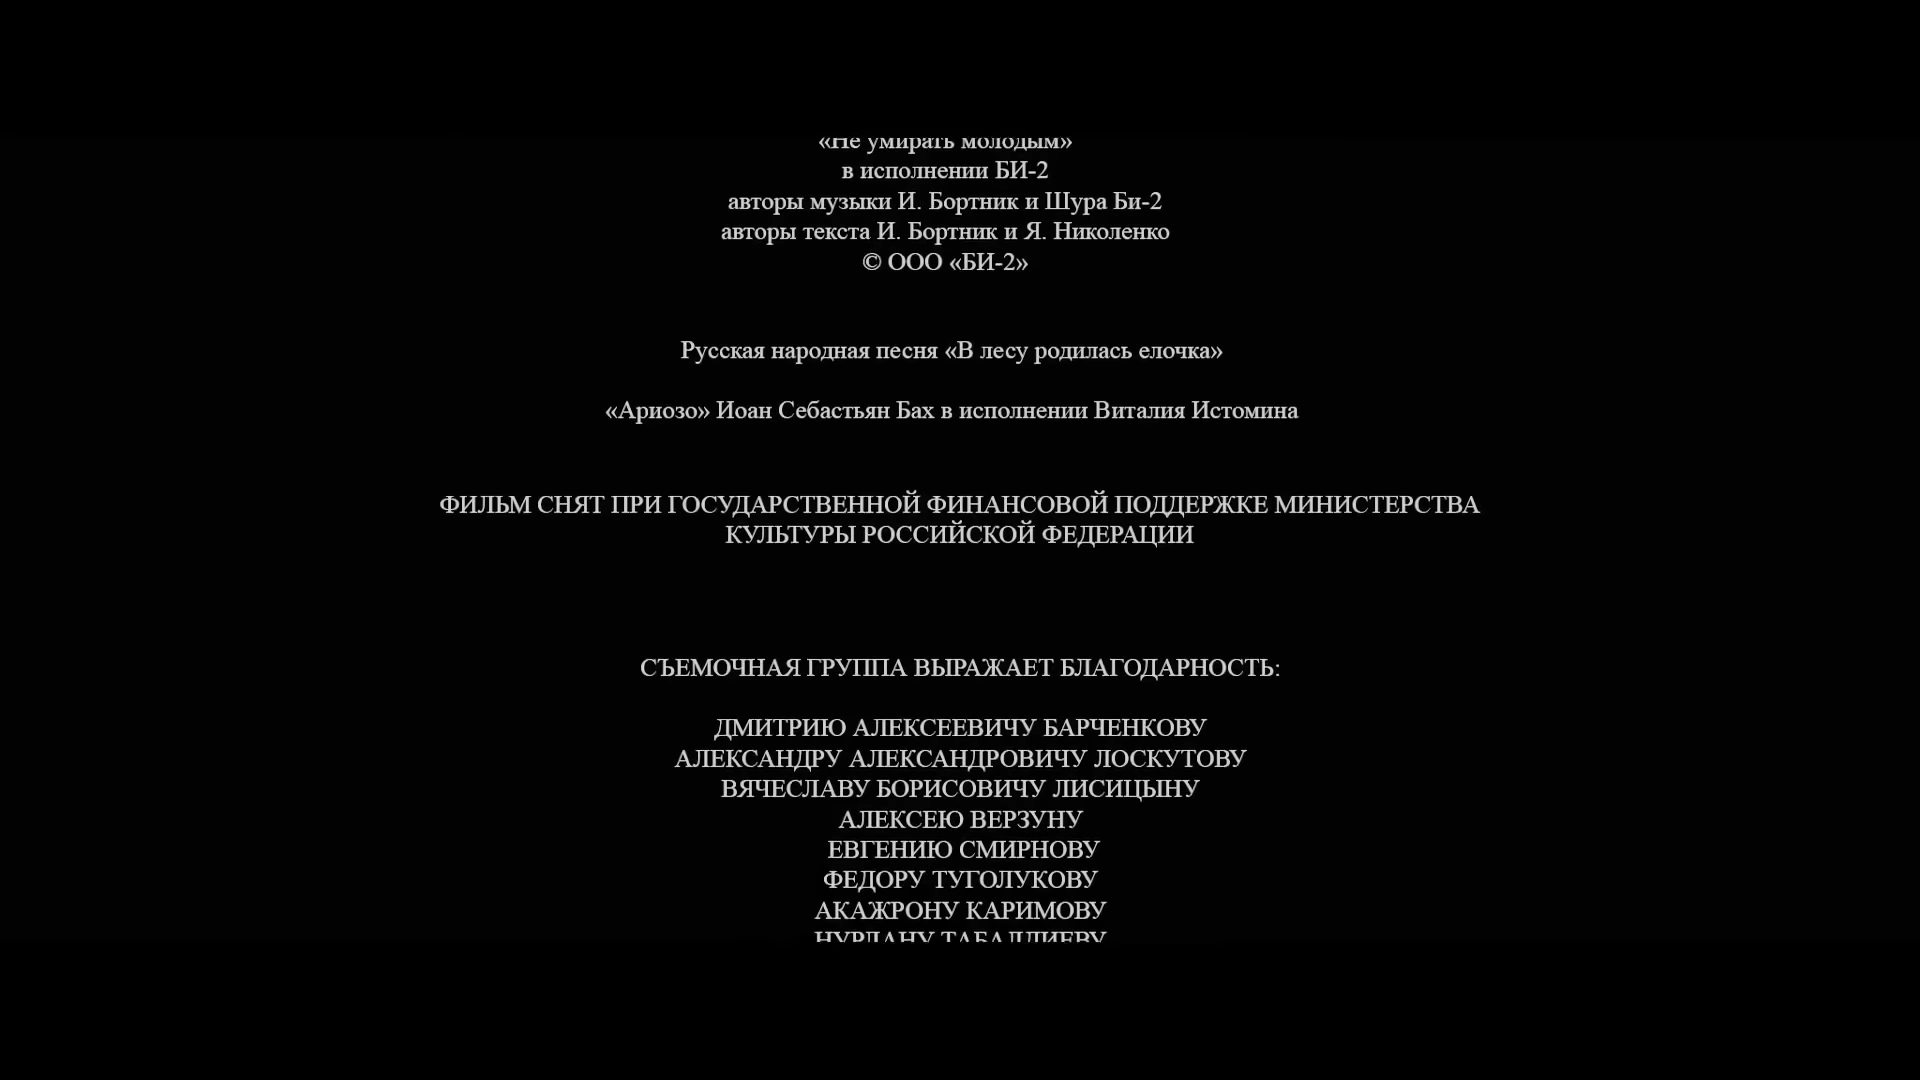 «Не умирать молодым»
в исполнении БИ-2
авторы музыки И. Бортник и Шура Би-2
авторы текста И. Бортник и Я. Николенко
© ООО «БИ-2»
Русская народная песня «В лесу родилась елочка»
«Ариозо» Иоан Себастьян Бах в исполнении Виталия Истомина
ФИЛЬМ СНЯТ ПРИ ГОСУДАРСТВЕННОЙ ФИНАНСОВОЙ ПОДДЕРЖКЕ МИНИСТЕРСТВА
КУЛЬТУРЫ РОССИЙСКОЙ ФЕДЕРАЦИИ
СЪЕМОЧНАЯ ГРУППА ВЫРАЖАЕТ БЛАГОДАРНОСТЬ:
ДМИТРИЮ АЛЕКСЕЕВИЧУ БАРЧЕНКОВУ
АЛЕКСАНДРУ АЛЕКСАНДРОВИЧУ ЛОСКУТОВУ
ВЯЧЕСЛАВУ БОРИСОВИЧУ ЛИСИЦЫНУ
АЛЕКСЕЮ ВЕРЗУНУ
ЕВГЕНИЮ СМИРНОВУ
ФЕДОРУ ТУГОЛУКОВУ
АКАЖРОНУ КАРИМОВУ
НУРЛАНУ